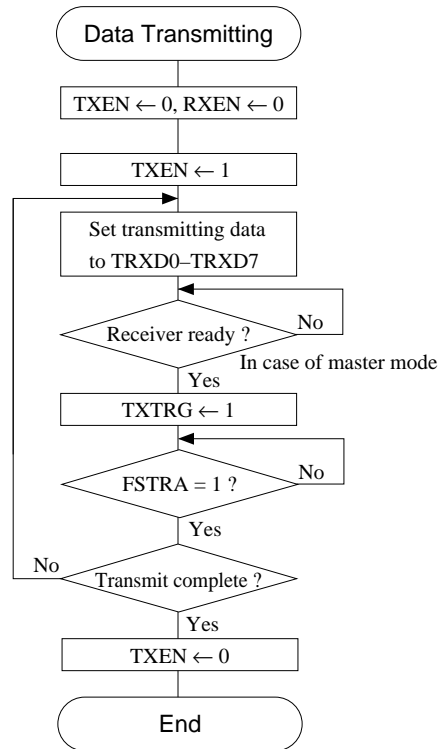 Data Transmitting
TXEN ← 0, RXEN ← 0
TXEN ← 1
Set transmitting data
to TRXD0–TRXD7
Receiver ready ?
No
In case of master mode
Yes
TXTRG ← 1
FSTRA = 1 ?
No
Yes
No
Transmit complete ?
Yes
TXEN ← 0
End